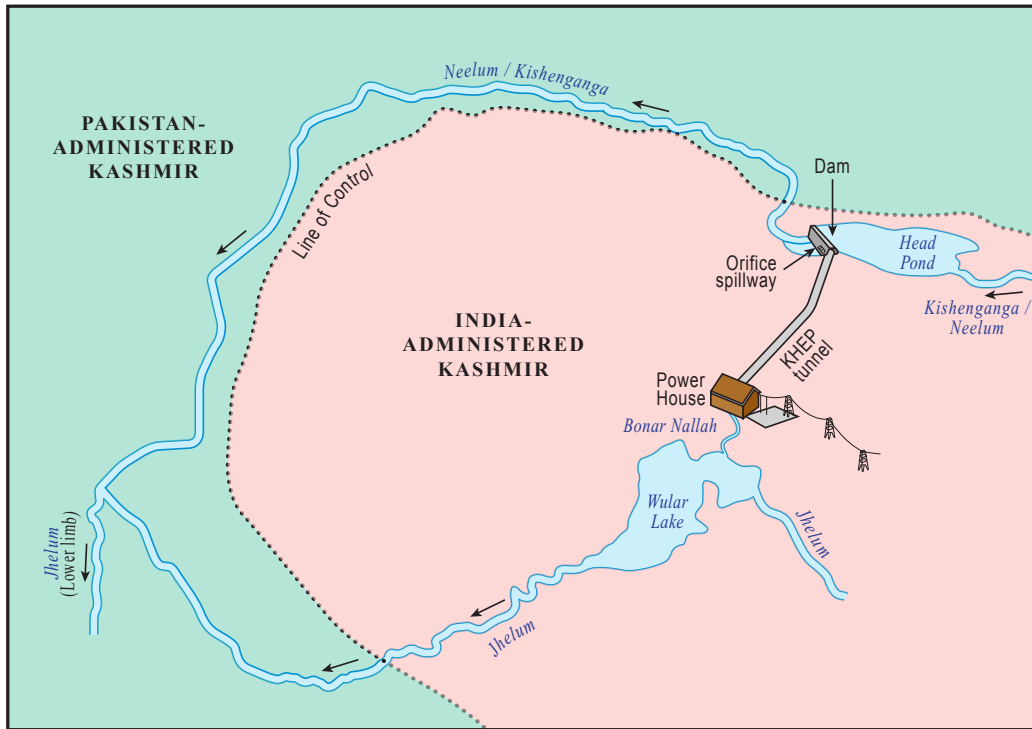 Neelum / Kishenganga
PAKISTAN-
ADMINISTERED
KASHMIR
Line of Control
Dam
Head
Pond
Orifice
spillway
Kishenganga /
Neelum
INDIA-
ADMINISTERED
KASHMIR
KHEP
tunnel
Power
House
Bonar Nallah
Wular
Lake
Jhelum
Jhelum
(Lower limb)
Jhelum